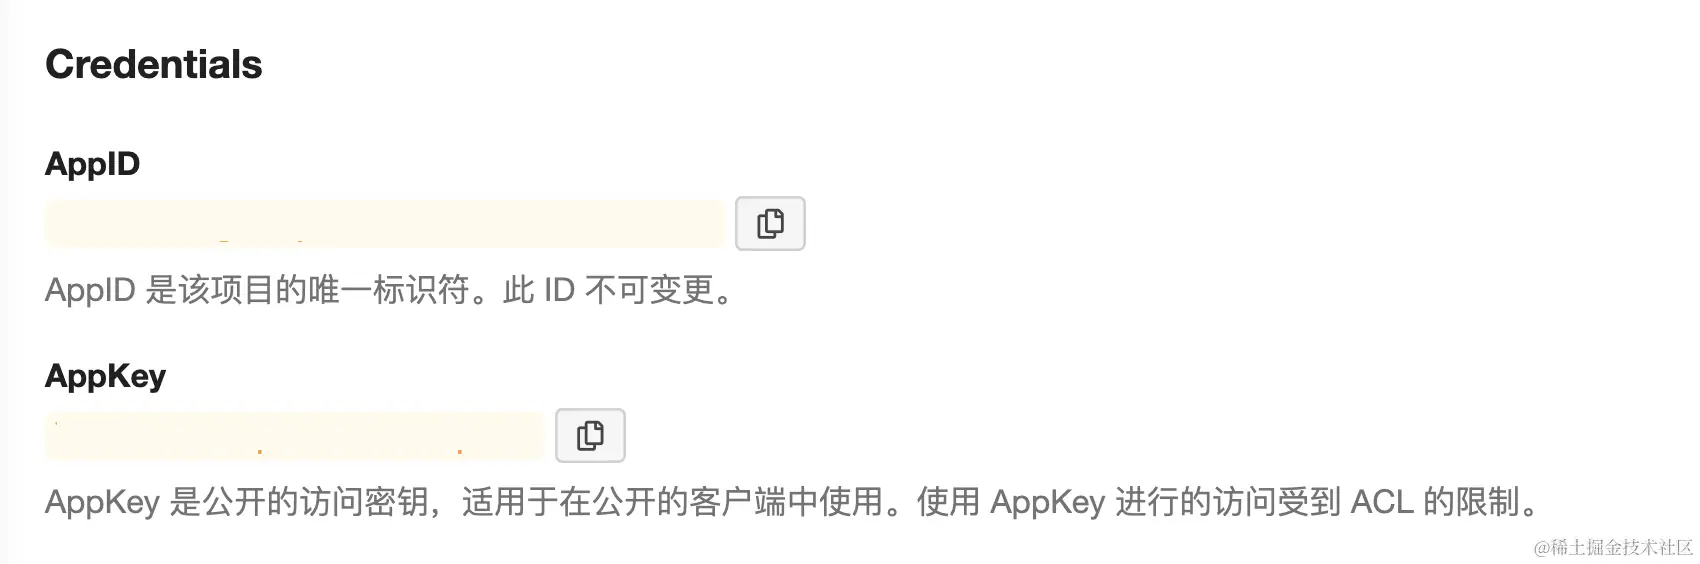 Credentials
AppID
AppID 是该项目的唯一标识符。此 ID 不可变更。
AppKey
AppKey 是公开的访问密钥，适用于在公开的客户端中使用。使用 AppKey 进行的访问受到 ACL 的限制。
@稀土掘金技术社区